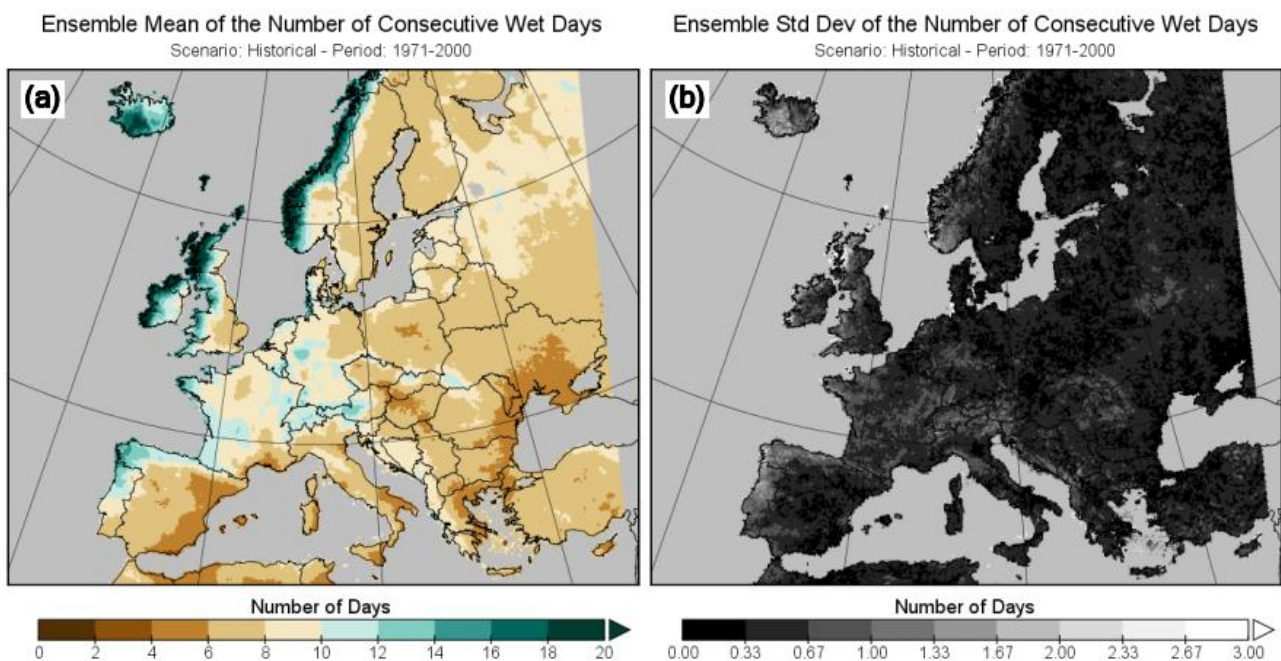 Ensemble Mean of the Number of Consecutive Wet Days
Scenario: Historical - Period: 1971-2000
(a)
Number of Days
0 2 4 6 8 10 12 14 16 18 20
Ensemble Std Dev of the Number of Consecutive Wet Days
Scenario: Historical - Period: 1971-2000
(b)
Number of Days
0.00 0.33 0.67 1.00 1.33 1.67 2.00 2.33 2.67 3.00